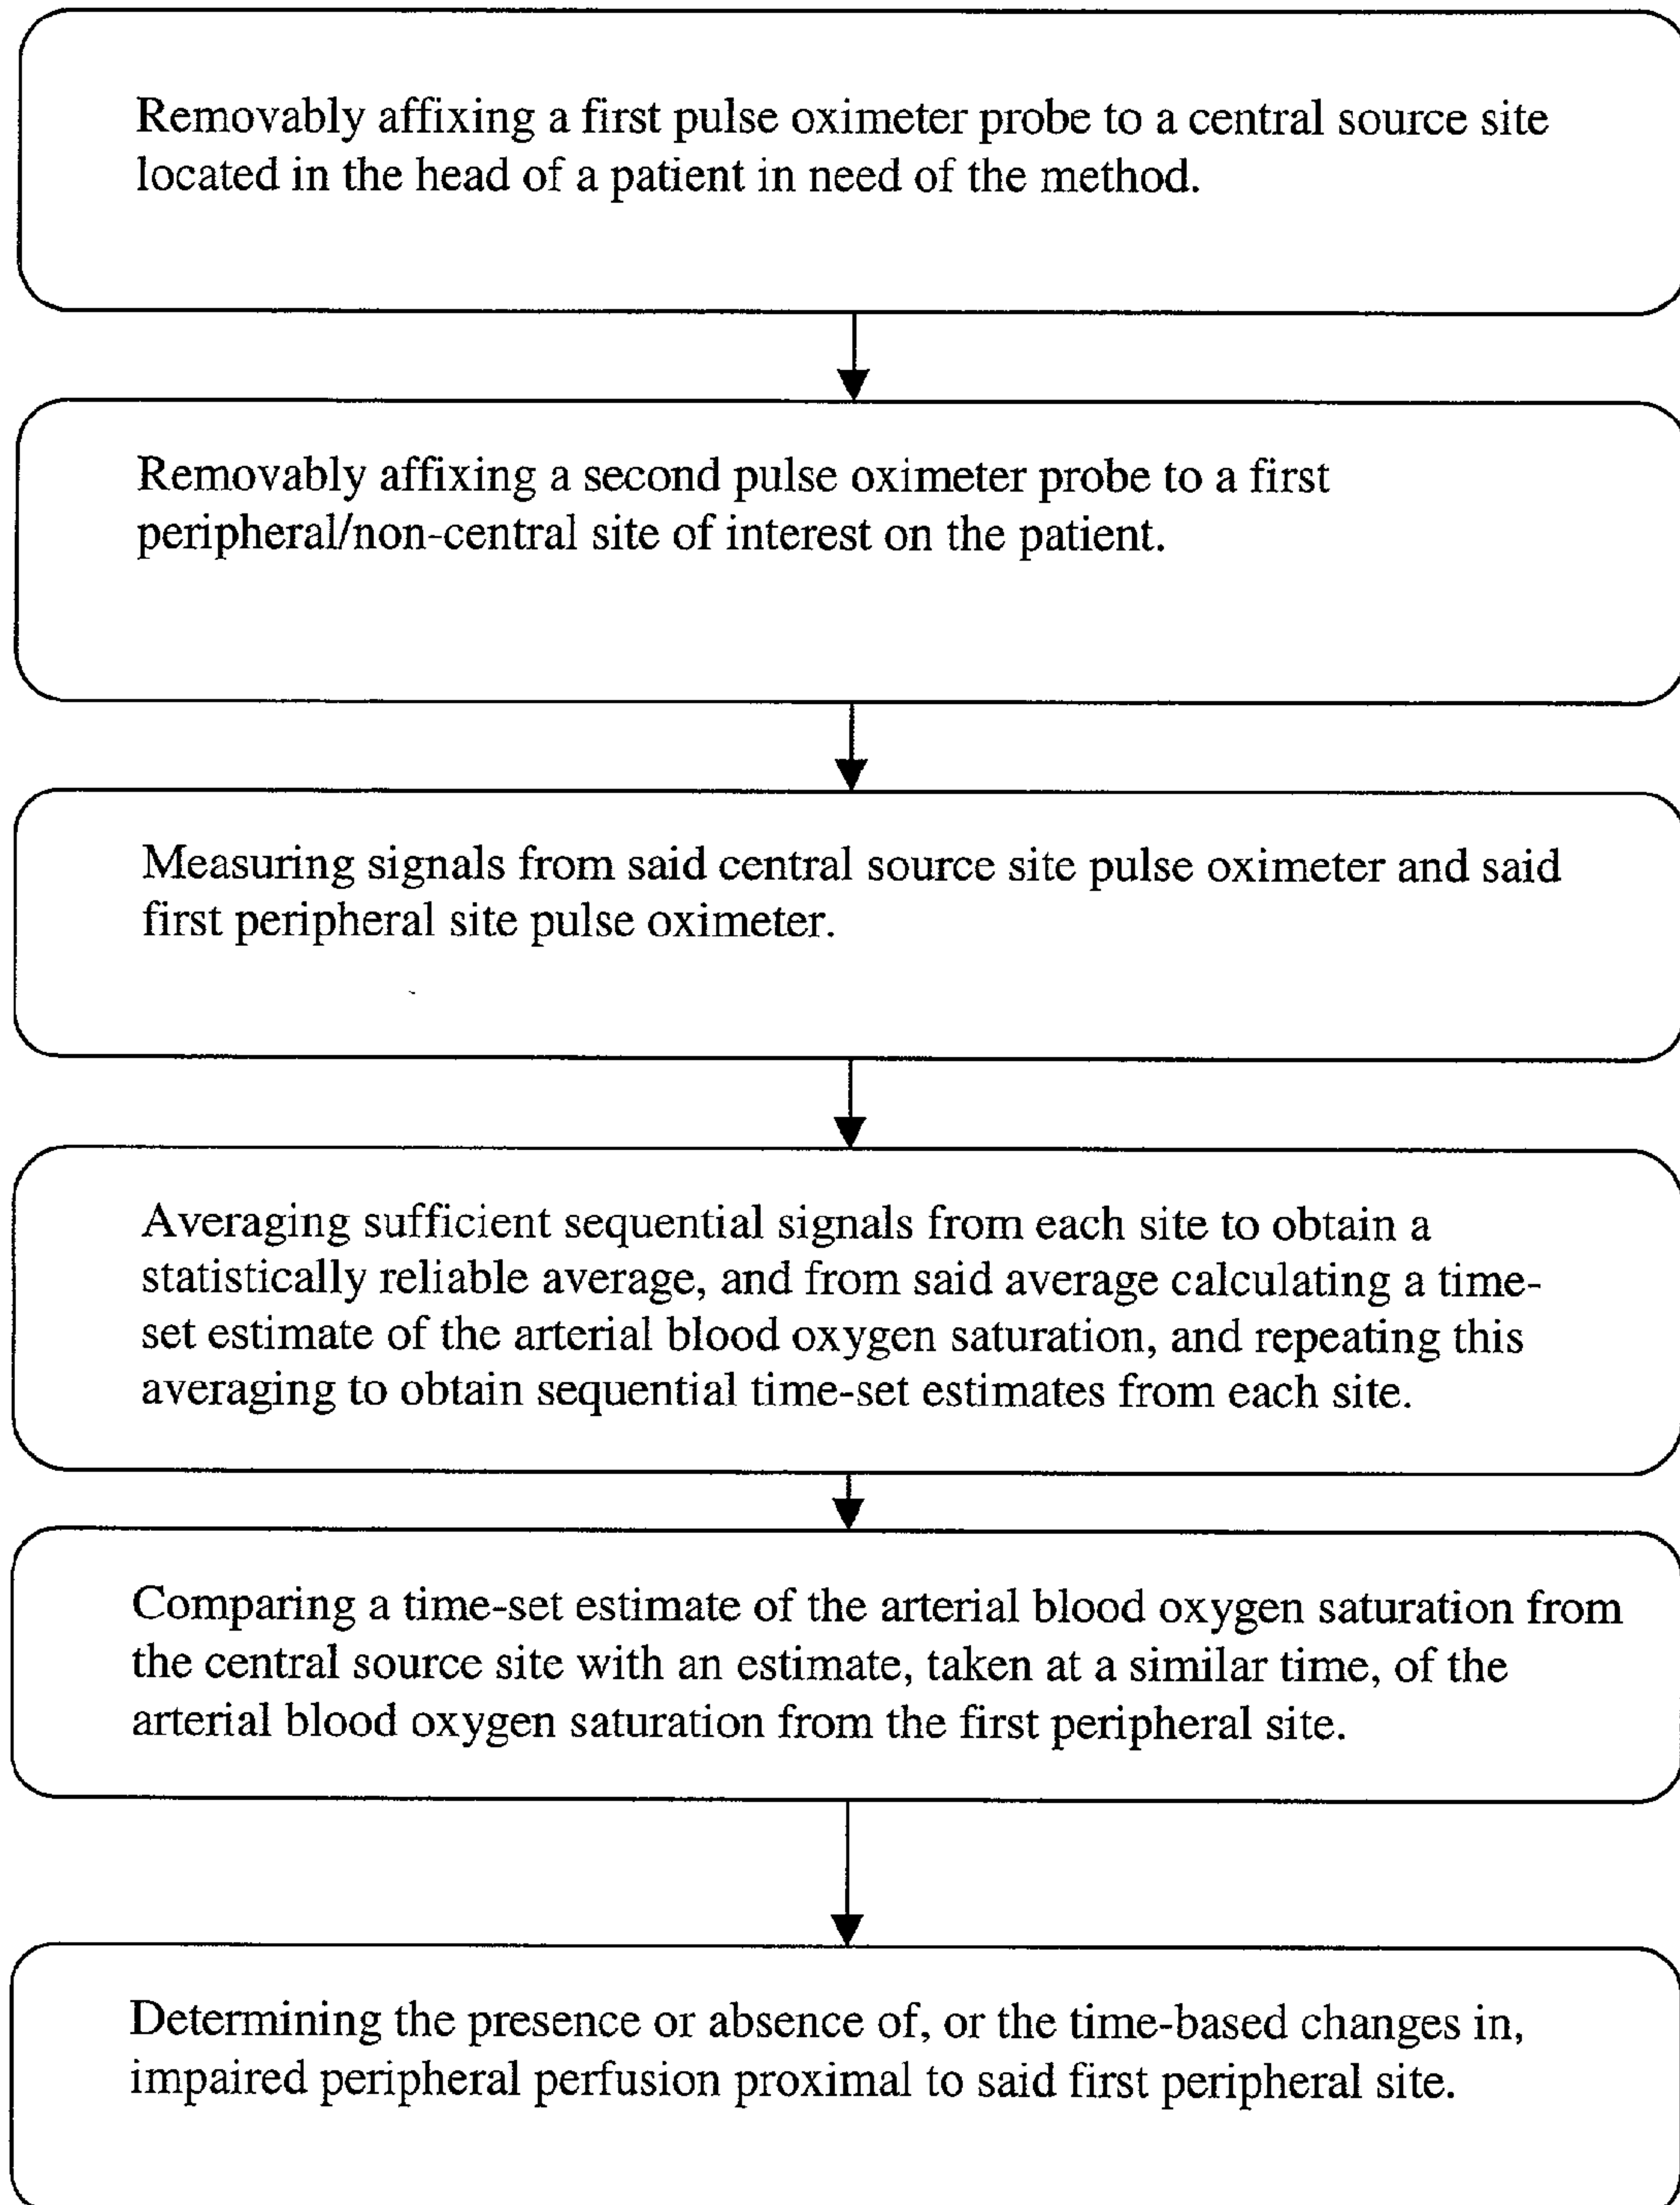 Removably affixing a first pulse oximeter probe to a central source site
located in the head of a patient in need of the method.
Removably affixing a second pulse oximeter probe to a first
peripheral/non-central site of interest on the patient.
Measuring signals from said central source site pulse oximeter and said
first peripheral site pulse oximeter.
Averaging sufficient sequential signals from each site to obtain a
statistically reliable average, and from said average calculating a time-
set estimate of the arterial blood oxygen saturation, and repeating this
averaging to obtain sequential time-set estimates from each site.
Comparing a time-set estimate of the arterial blood oxygen saturation from
the central source site with an estimate, taken at a similar time, of the
arterial blood oxygen saturation from the first peripheral site.
Determining the presence or absence of, or the time-based changes in,
impaired peripheral perfusion proximal to said first peripheral site.